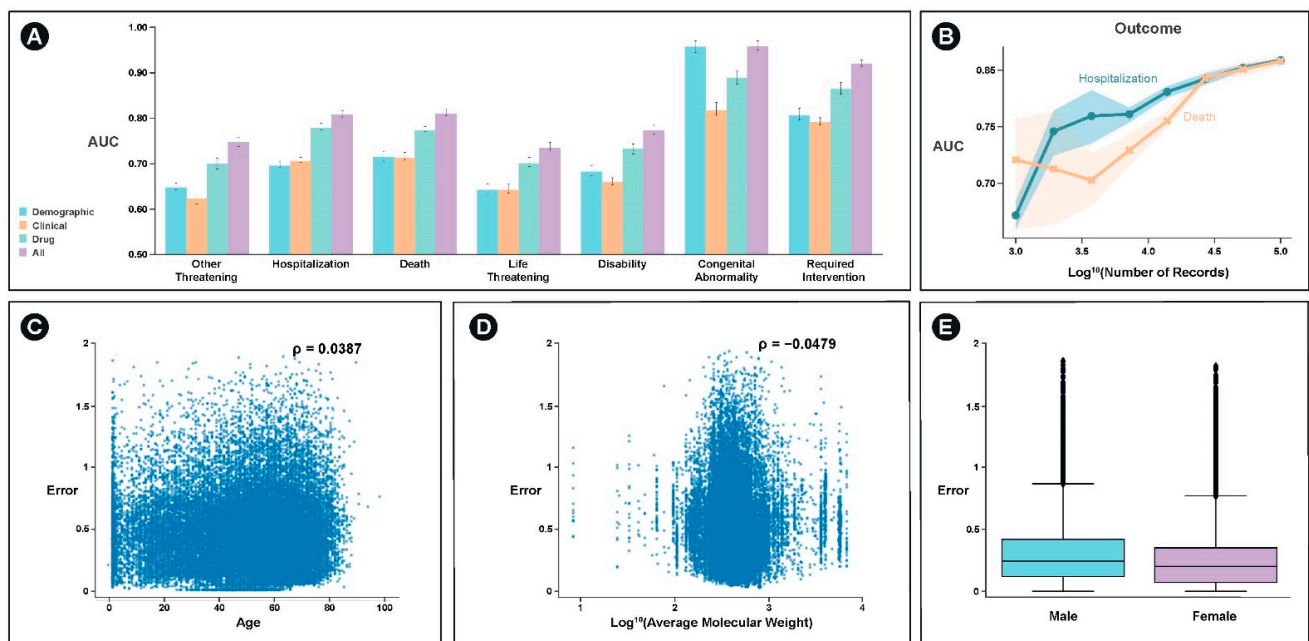 A
1.00
0.90
0.80
AUC
0.70
0.60
0.50
Demographic
Clinical
Drug
All
Other
Threatening
Hospitalization
Death
Life
Threatening
Disability
Congenital
Abnormality
Required
Intervention
B
Outcome
0.85
0.75
AUC
0.70
Hospitalization
Death
3.0 3.5 4.0 4.5 5.0
Log¹⁰(Number of Records)
C
ρ = 0.0387
2
1.5
1
Error
0.5
0
0 20 40 60 80 100
Age
D
ρ = −0.0479
2
1.5
1
Error
0.5
0
1 2 3 4
Log¹⁰(Average Molecular Weight)
E
2
1.5
1
Error
0.5
0
Male Female